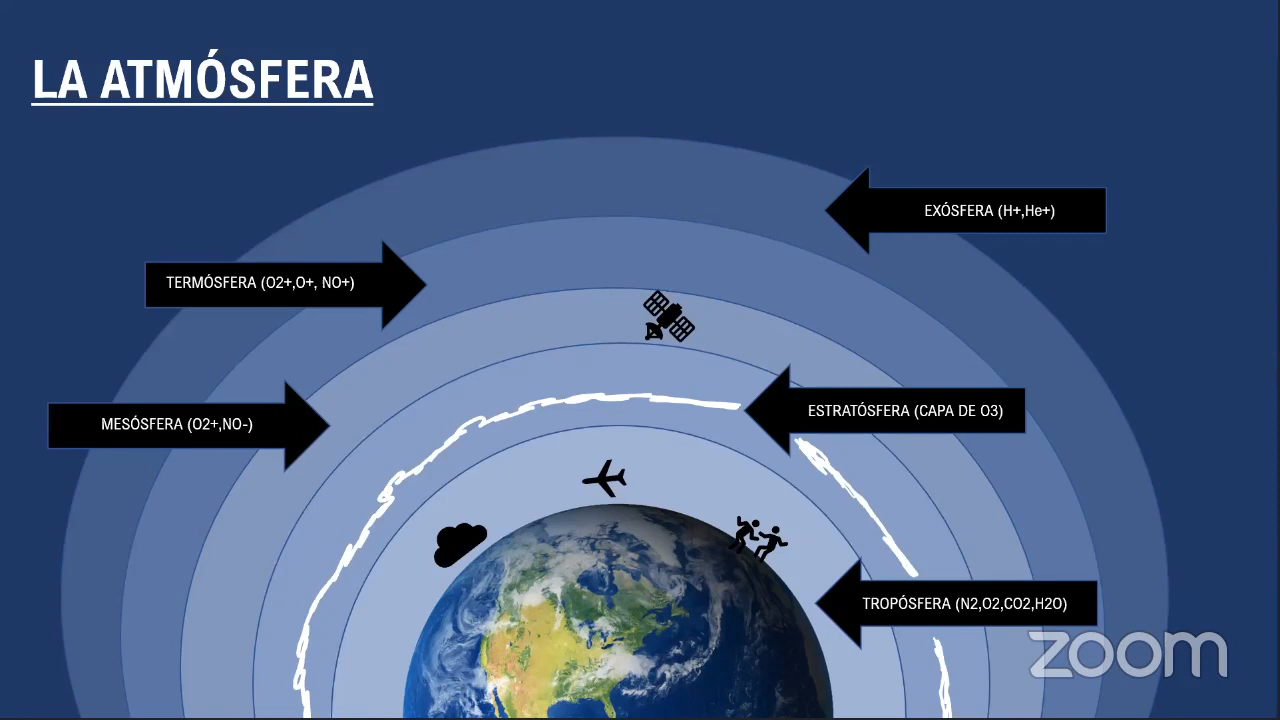 LA ATMÓSFERA
EXÓSFERA (H+,He+)
TERMÓSFERA (O2+,O+, NO+)
ESTRATÓSFERA (CAPA DE O3)
MESÓSFERA (O2+,NO-)
TROPÓSFERA (N2,O2,CO2,H2O)
zoom